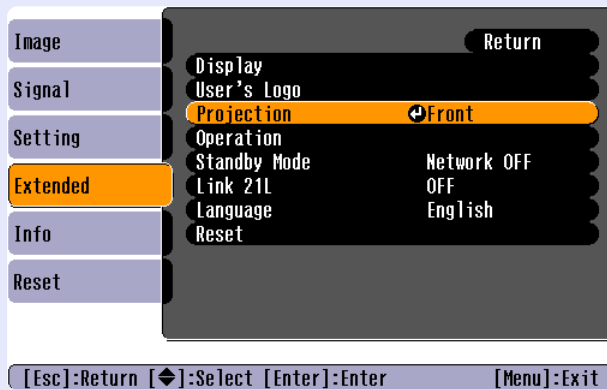 Image
Signal
Setting
Extended
Info
Reset
Return
Display
User's Logo
Projection Front
Operation
Standby Mode Network OFF
Link 21L OFF
Language English
Reset
[Esc]:Return [◆]:Select [Enter]:Enter [Menu]:Exit